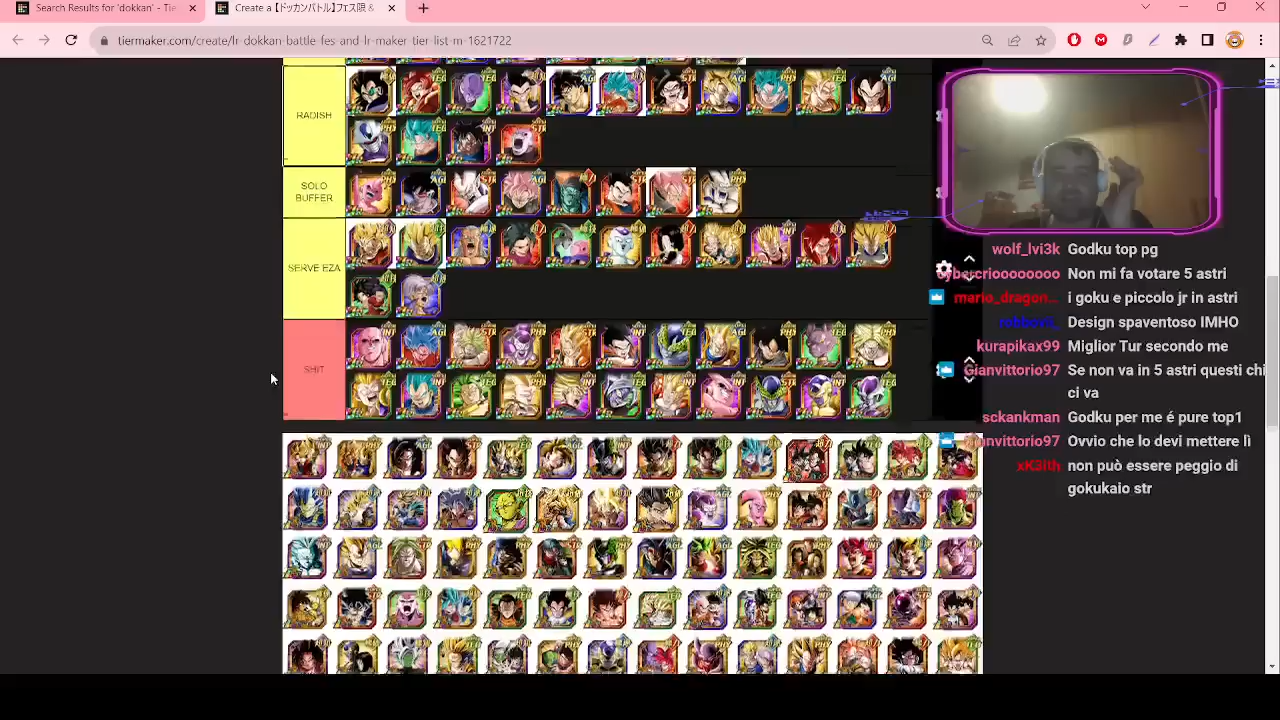 Search Results for 'dokkan' - Tie
Create a 【ドッカンバトル】フェス限 &
tiermaker.com/create/lr-dokkan-battle-fes-and-lr-maker-tier-list-m-1621722
RADISH
SOLO
BUFFER
SERVE EZA
SHIT
wolf_lvi3k Godku top pg
cybercrioooooooo Non mi fa votare 5 astri
mario_dragon... i goku e piccolo jr in astri
Design spaventoso IMHO
kurapikax99 Miglior Tur secondo me
Gianvittorio97 Se non va in 5 astri questi chi
ci va
sckankman Godku per me é pure top1
Gianvittorio97 Ovvio che lo devi mettere lì
xK3ith non può essere peggio di
gokukaio str